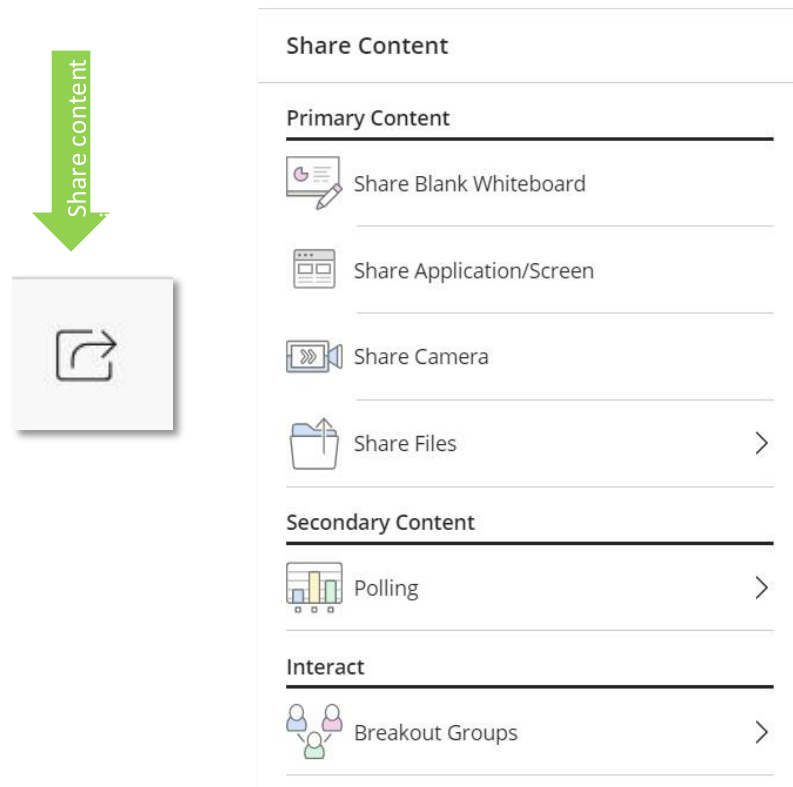 Share content
Share Content
Primary Content
Share Blank Whiteboard
Share Application/Screen
Share Camera
Share Files
Secondary Content
Polling
Interact
Breakout Groups